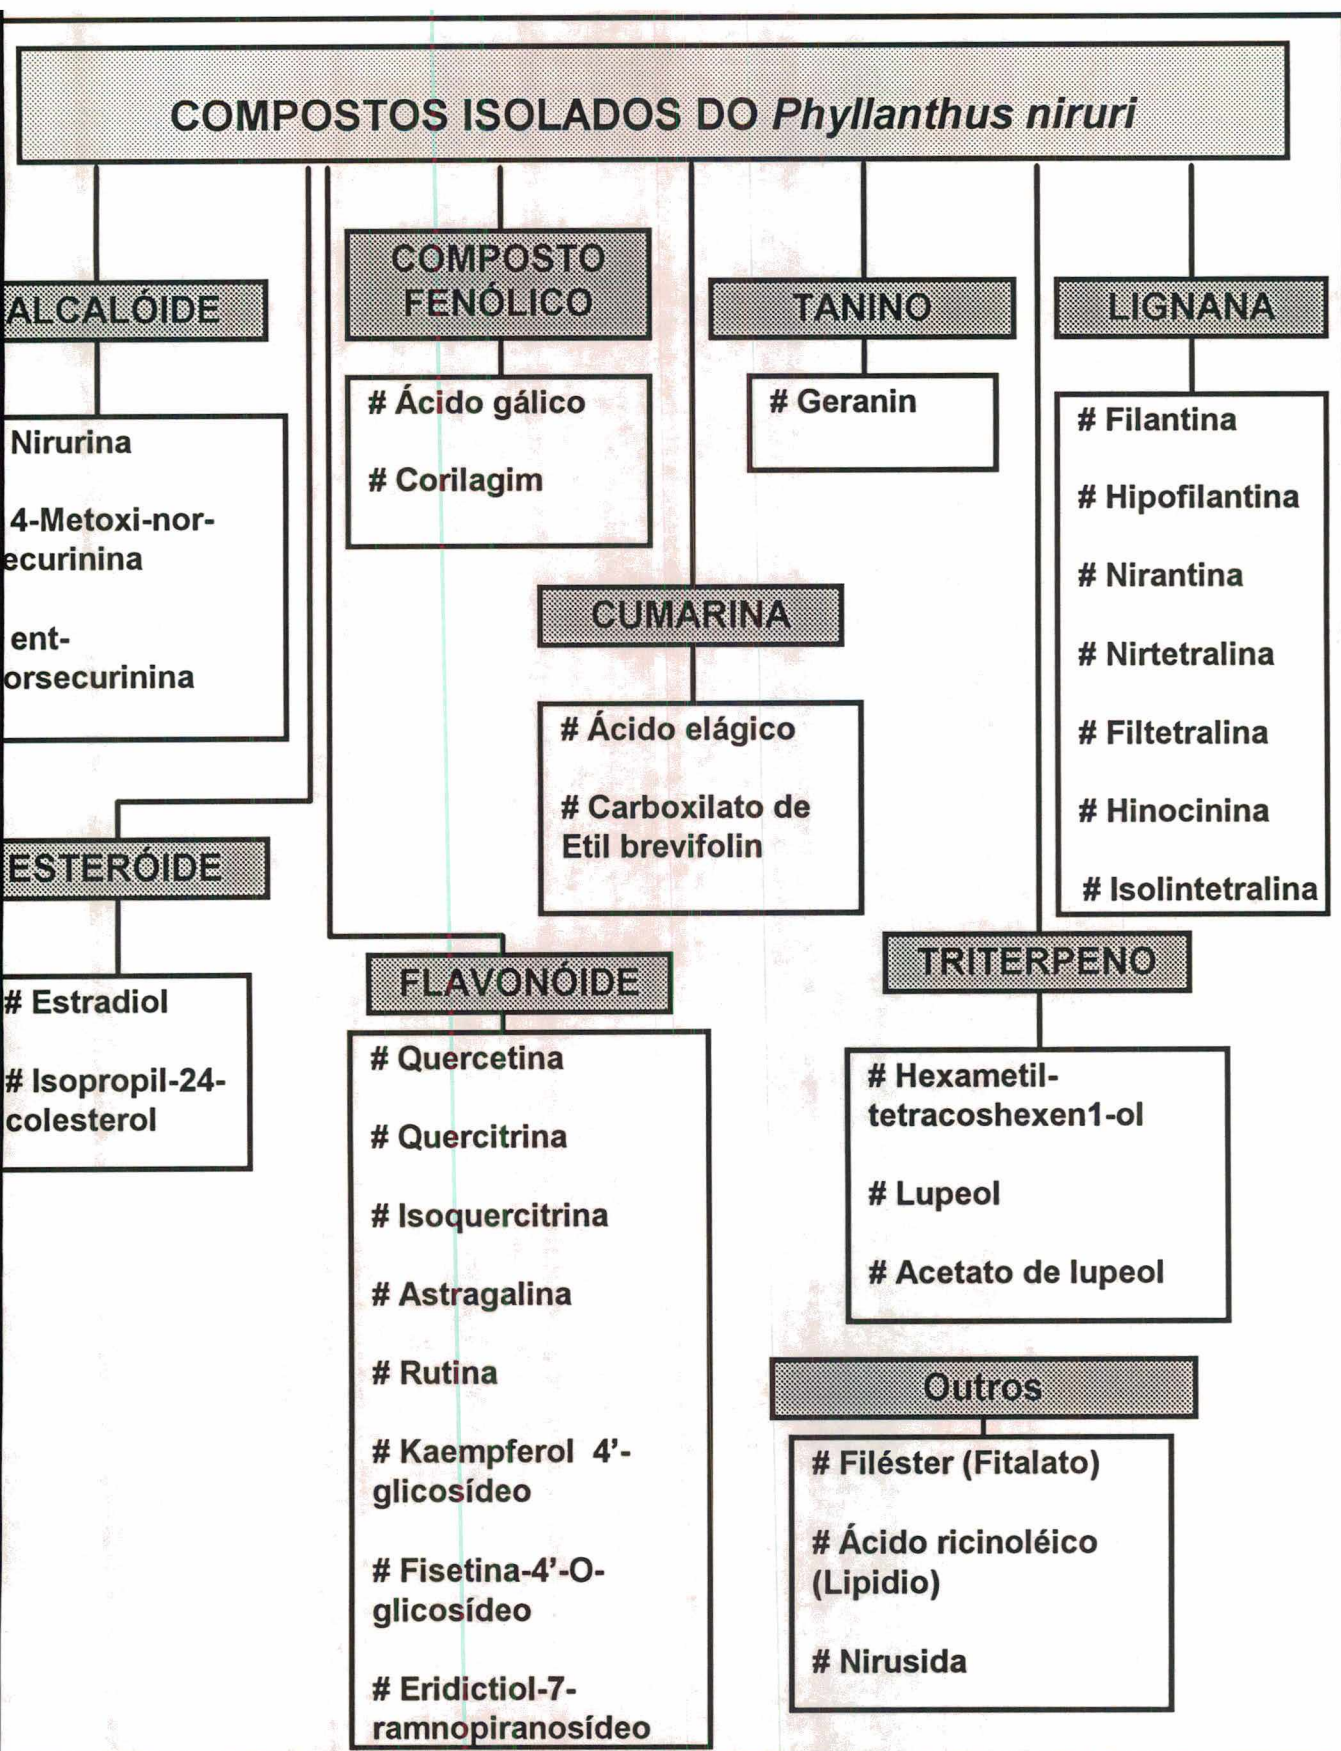 COMPOSTOS ISOLADOS DO Phyllanthus niruri
ALCALÓIDE
Nirurina
4-Metoxi-nor-
ecurinina
ent-
orsecurinina
ESTERÓIDE
# Estradiol
# Isopropil-24-
colesterol
COMPOSTO
FENÓLICO
# Ácido gálico
# Corilagim
FLAVONÓIDE
# Quercetina
# Quercitrina
# Isoquercitrina
# Astragalina
# Rutina
# Kaempferol 4’-
glicosídeo
# Fisetina-4’-O-
glicosídeo
# Eridictiol-7-
ramnopiranosídeo
CUMARINA
# Ácido elágico
# Carboxilato de
Etil brevifolin
TANINO
# Geranin
LIGNANA
# Filantina
# Hipofilantina
# Nirantina
# Nirtetralina
# Filtetralina
# Hinocinina
# Isolintetralina
TRITERPENO
# Hexametil-
tetracoshexen1-ol
# Lupeol
# Acetato de lupeol
Outros
# Filéster (Fitalato)
# Ácido ricinoléico
(Lipidio)
# Nirusida